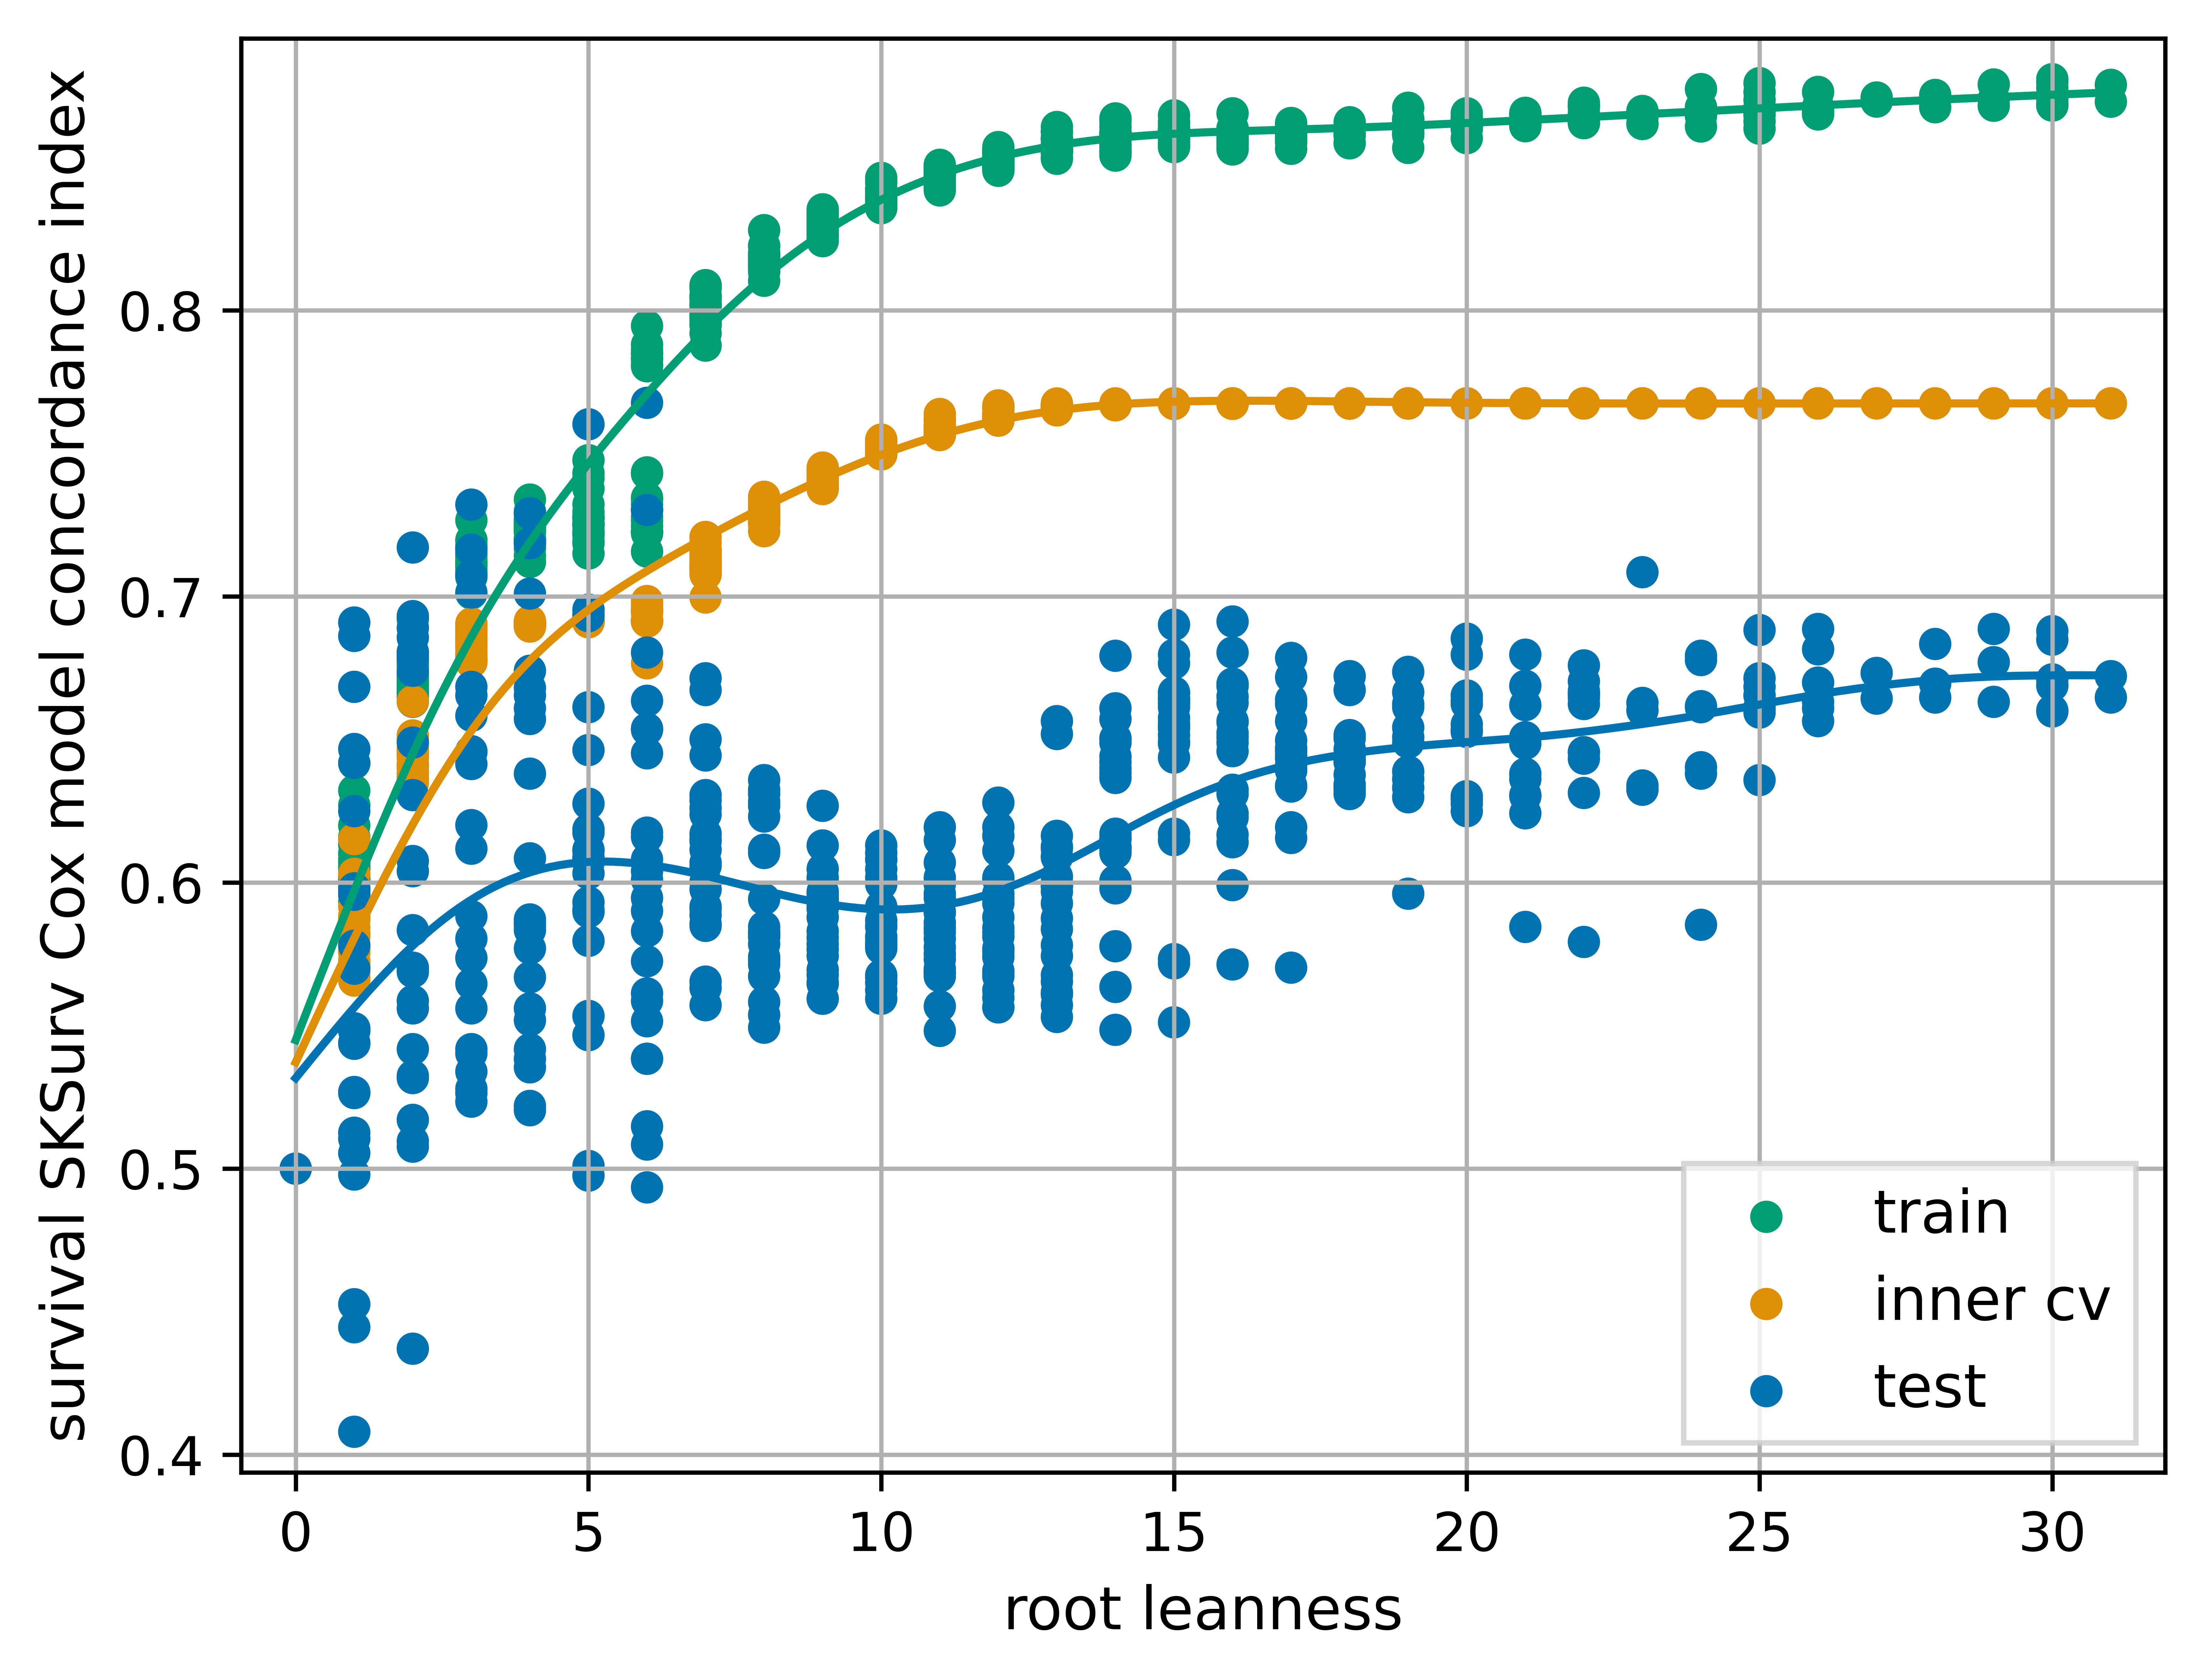 survival SKSurv Cox model concordance index
0.8
0.7
0.6
0.5
0.4
0 5 10 15 20 25 30
root leanness
train
inner cv
test